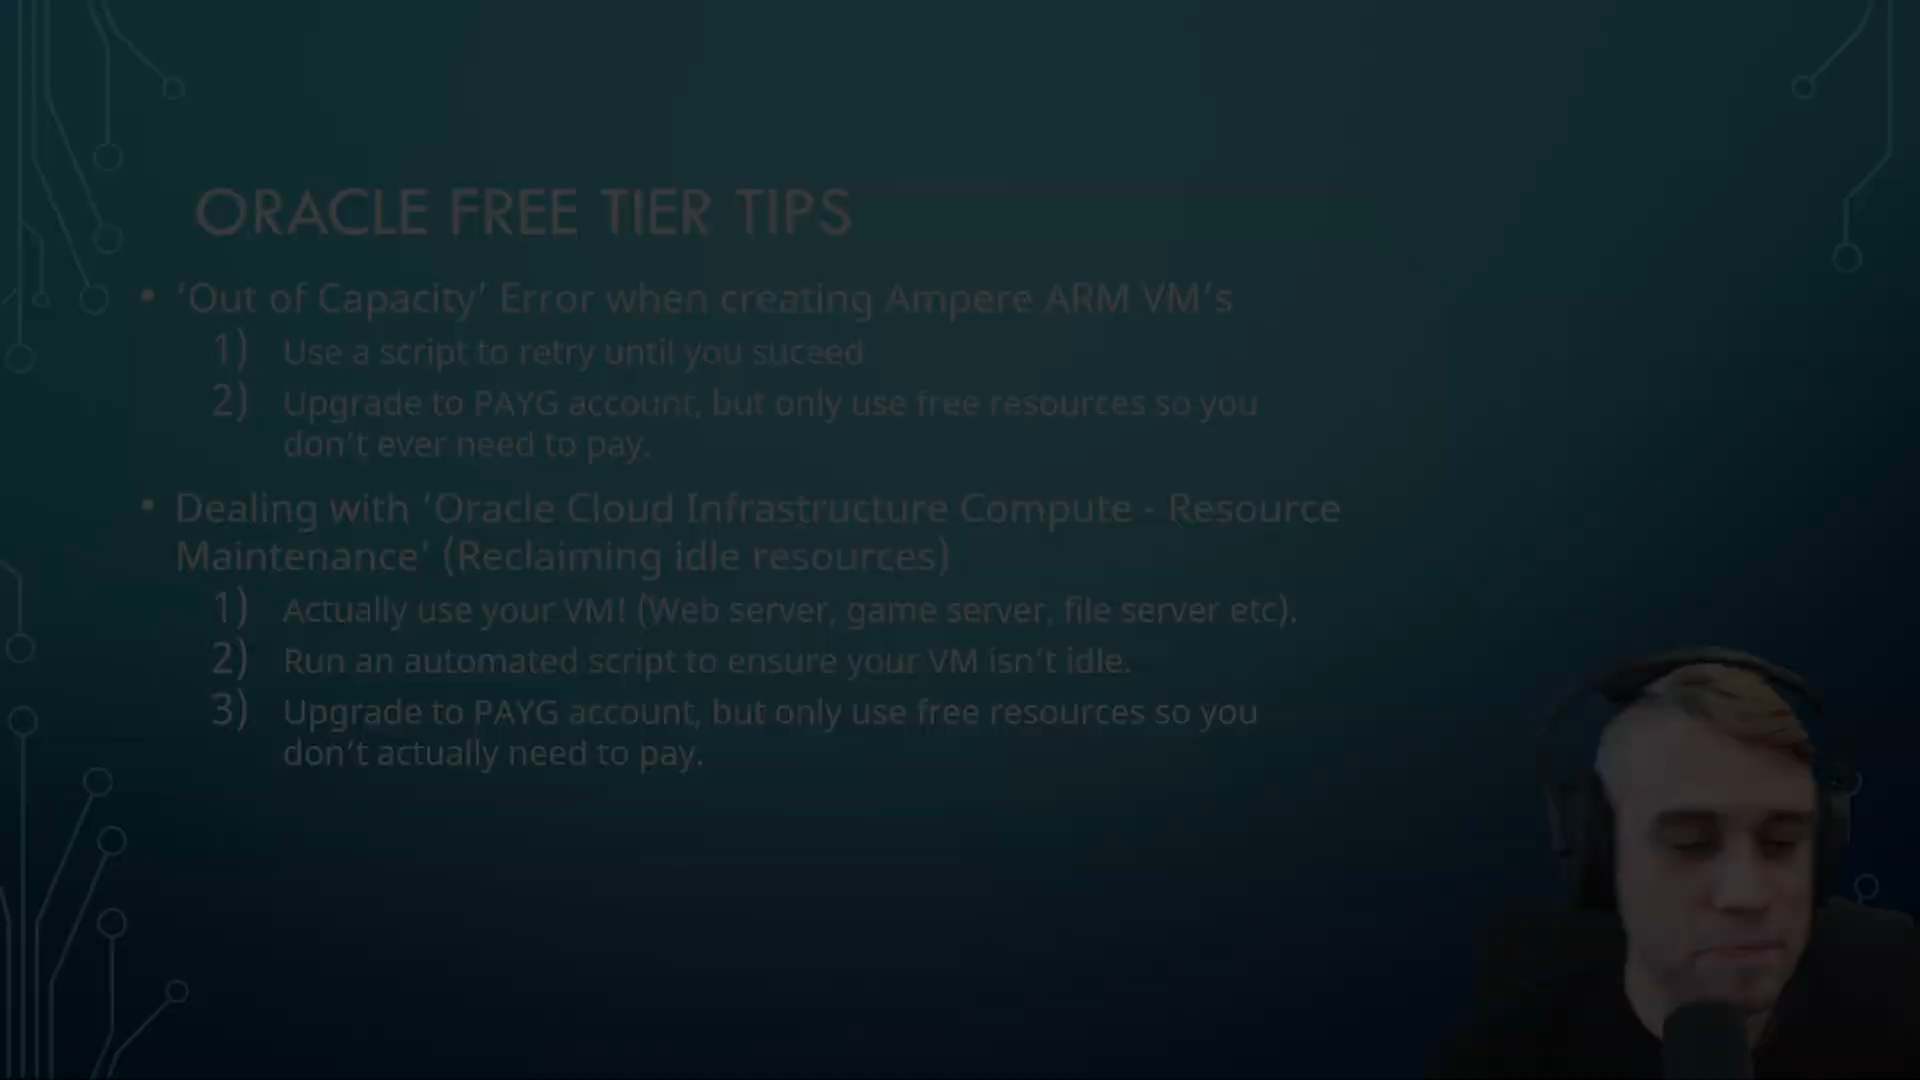 ORACLE FREE TIER TIPS
• 'Out of Capacity' Error when creating Ampere ARM VM's
1) Use a script to retry until you suceed
2) Upgrade to PAYG account, but only use free resources so you
don't ever need to pay.
• Dealing with 'Oracle Cloud Infrastructure Compute - Resource
Maintenance' (Reclaiming idle resources)
1) Actually use your VM! (Web server, game server, file server etc).
2) Run an automated script to ensure your VM isn't idle.
3) Upgrade to PAYG account, but only use free resources so you
don't actually need to pay.